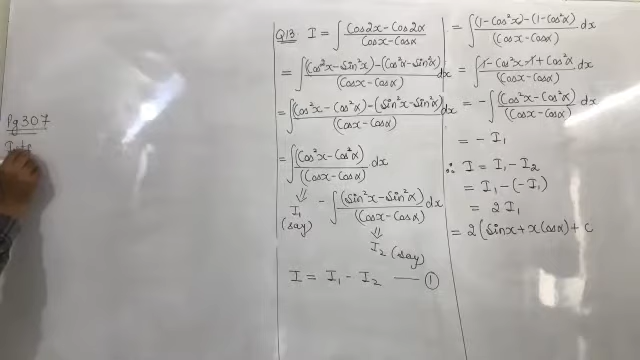 Pg 307
Q13 I = ∫ (Cos2x - Cos2α)/(Cosx - Cosα)
= ∫ ((Cos²x - Sin²x) - (Cos²α - Sin²α))/(Cosx - Cosα) dx
= ∫ ((Cos²x - Cos²α) - (Sin²x - Sin²α))/(Cosx - Cosα) dx
= ∫ (Cos²x - Cos²α)/(Cosx - Cosα) dx
⇓
I₁
(say)
- ∫ (Sin²x - Sin²α)/(Cosx - Cosα) dx
⇓
I₂ (say)
I = I₁ - I₂ — ①
= ∫ ((1 - Cos²x) - (1 - Cos²α))/(Cosx - Cosα) dx
= ∫ (1 - Cos²x - 1 + Cos²α)/(Cosx - Cosα) dx
= - ∫ (Cos²x - Cos²α)/(Cosx - Cosα) dx
= - I₁
∴ I = I₁ - I₂
= I₁ - (-I₁)
= 2 I₁
= 2 (Sinx + x Cosα) + C